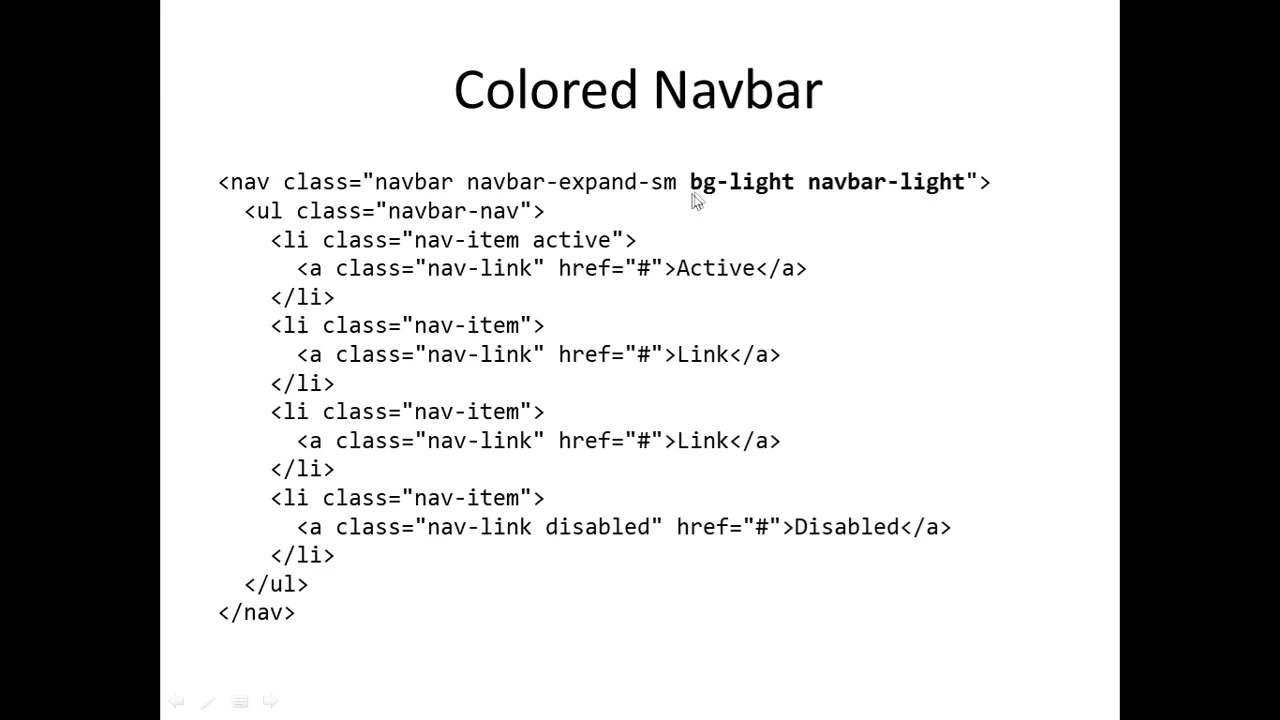 Colored Navbar
<nav class="navbar navbar-expand-sm bg-light navbar-light">
  <ul class="navbar-nav">
    <li class="nav-item active">
      <a class="nav-link" href="#">Active</a>
    </li>
    <li class="nav-item">
      <a class="nav-link" href="#">Link</a>
    </li>
    <li class="nav-item">
      <a class="nav-link" href="#">Link</a>
    </li>
    <li class="nav-item">
      <a class="nav-link disabled" href="#">Disabled</a>
    </li>
  </ul>
</nav>